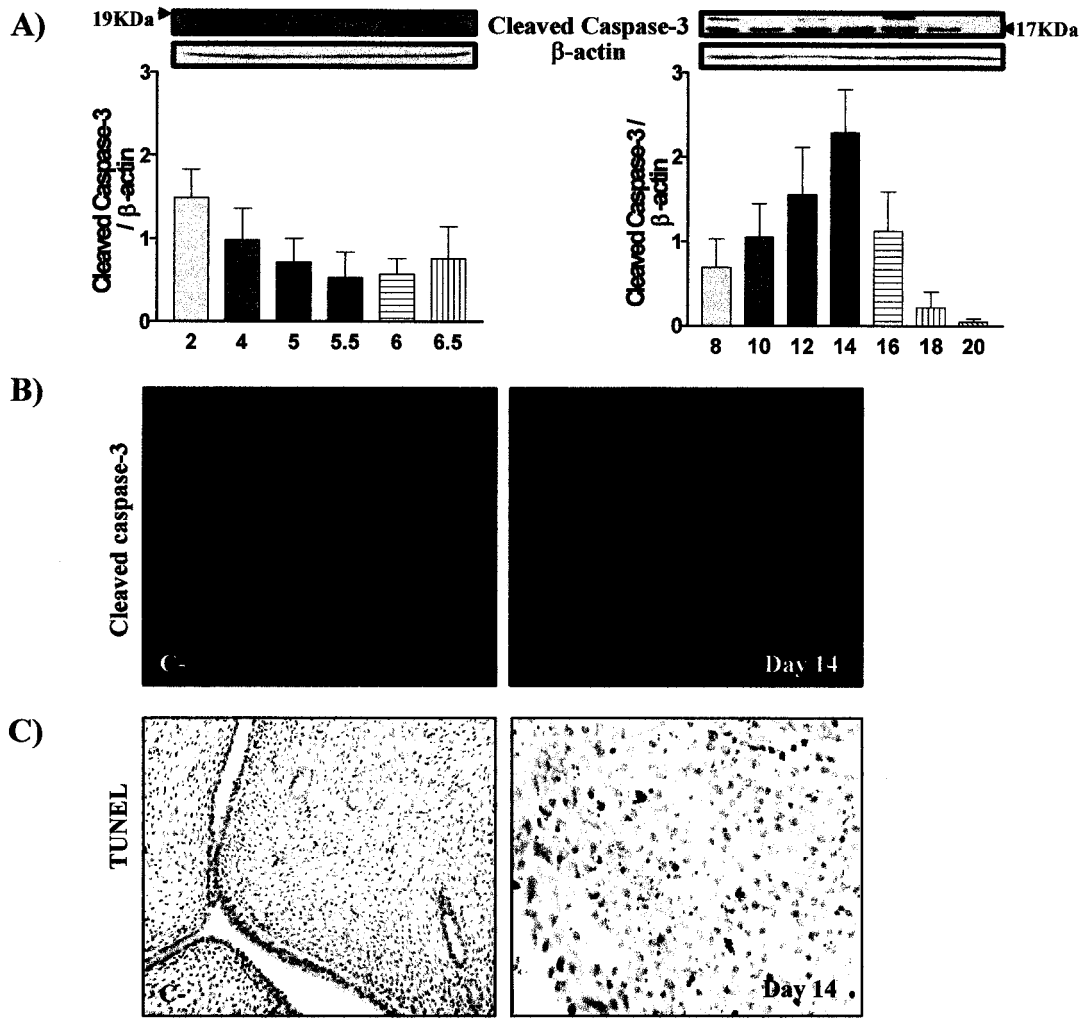 A)
19KDa
Cleaved Caspase-3
β-actin
17KDa
Cleaved Caspase-3
/ β-actin
3
2
1
0
2 4 5 5.5 6 6.5
Cleaved Caspase-3 /
β-actin
3
2
1
0
8 10 12 14 16 18 20
B)
Cleaved caspase-3
C-
Day 14
C)
TUNEL
C-
Day 14